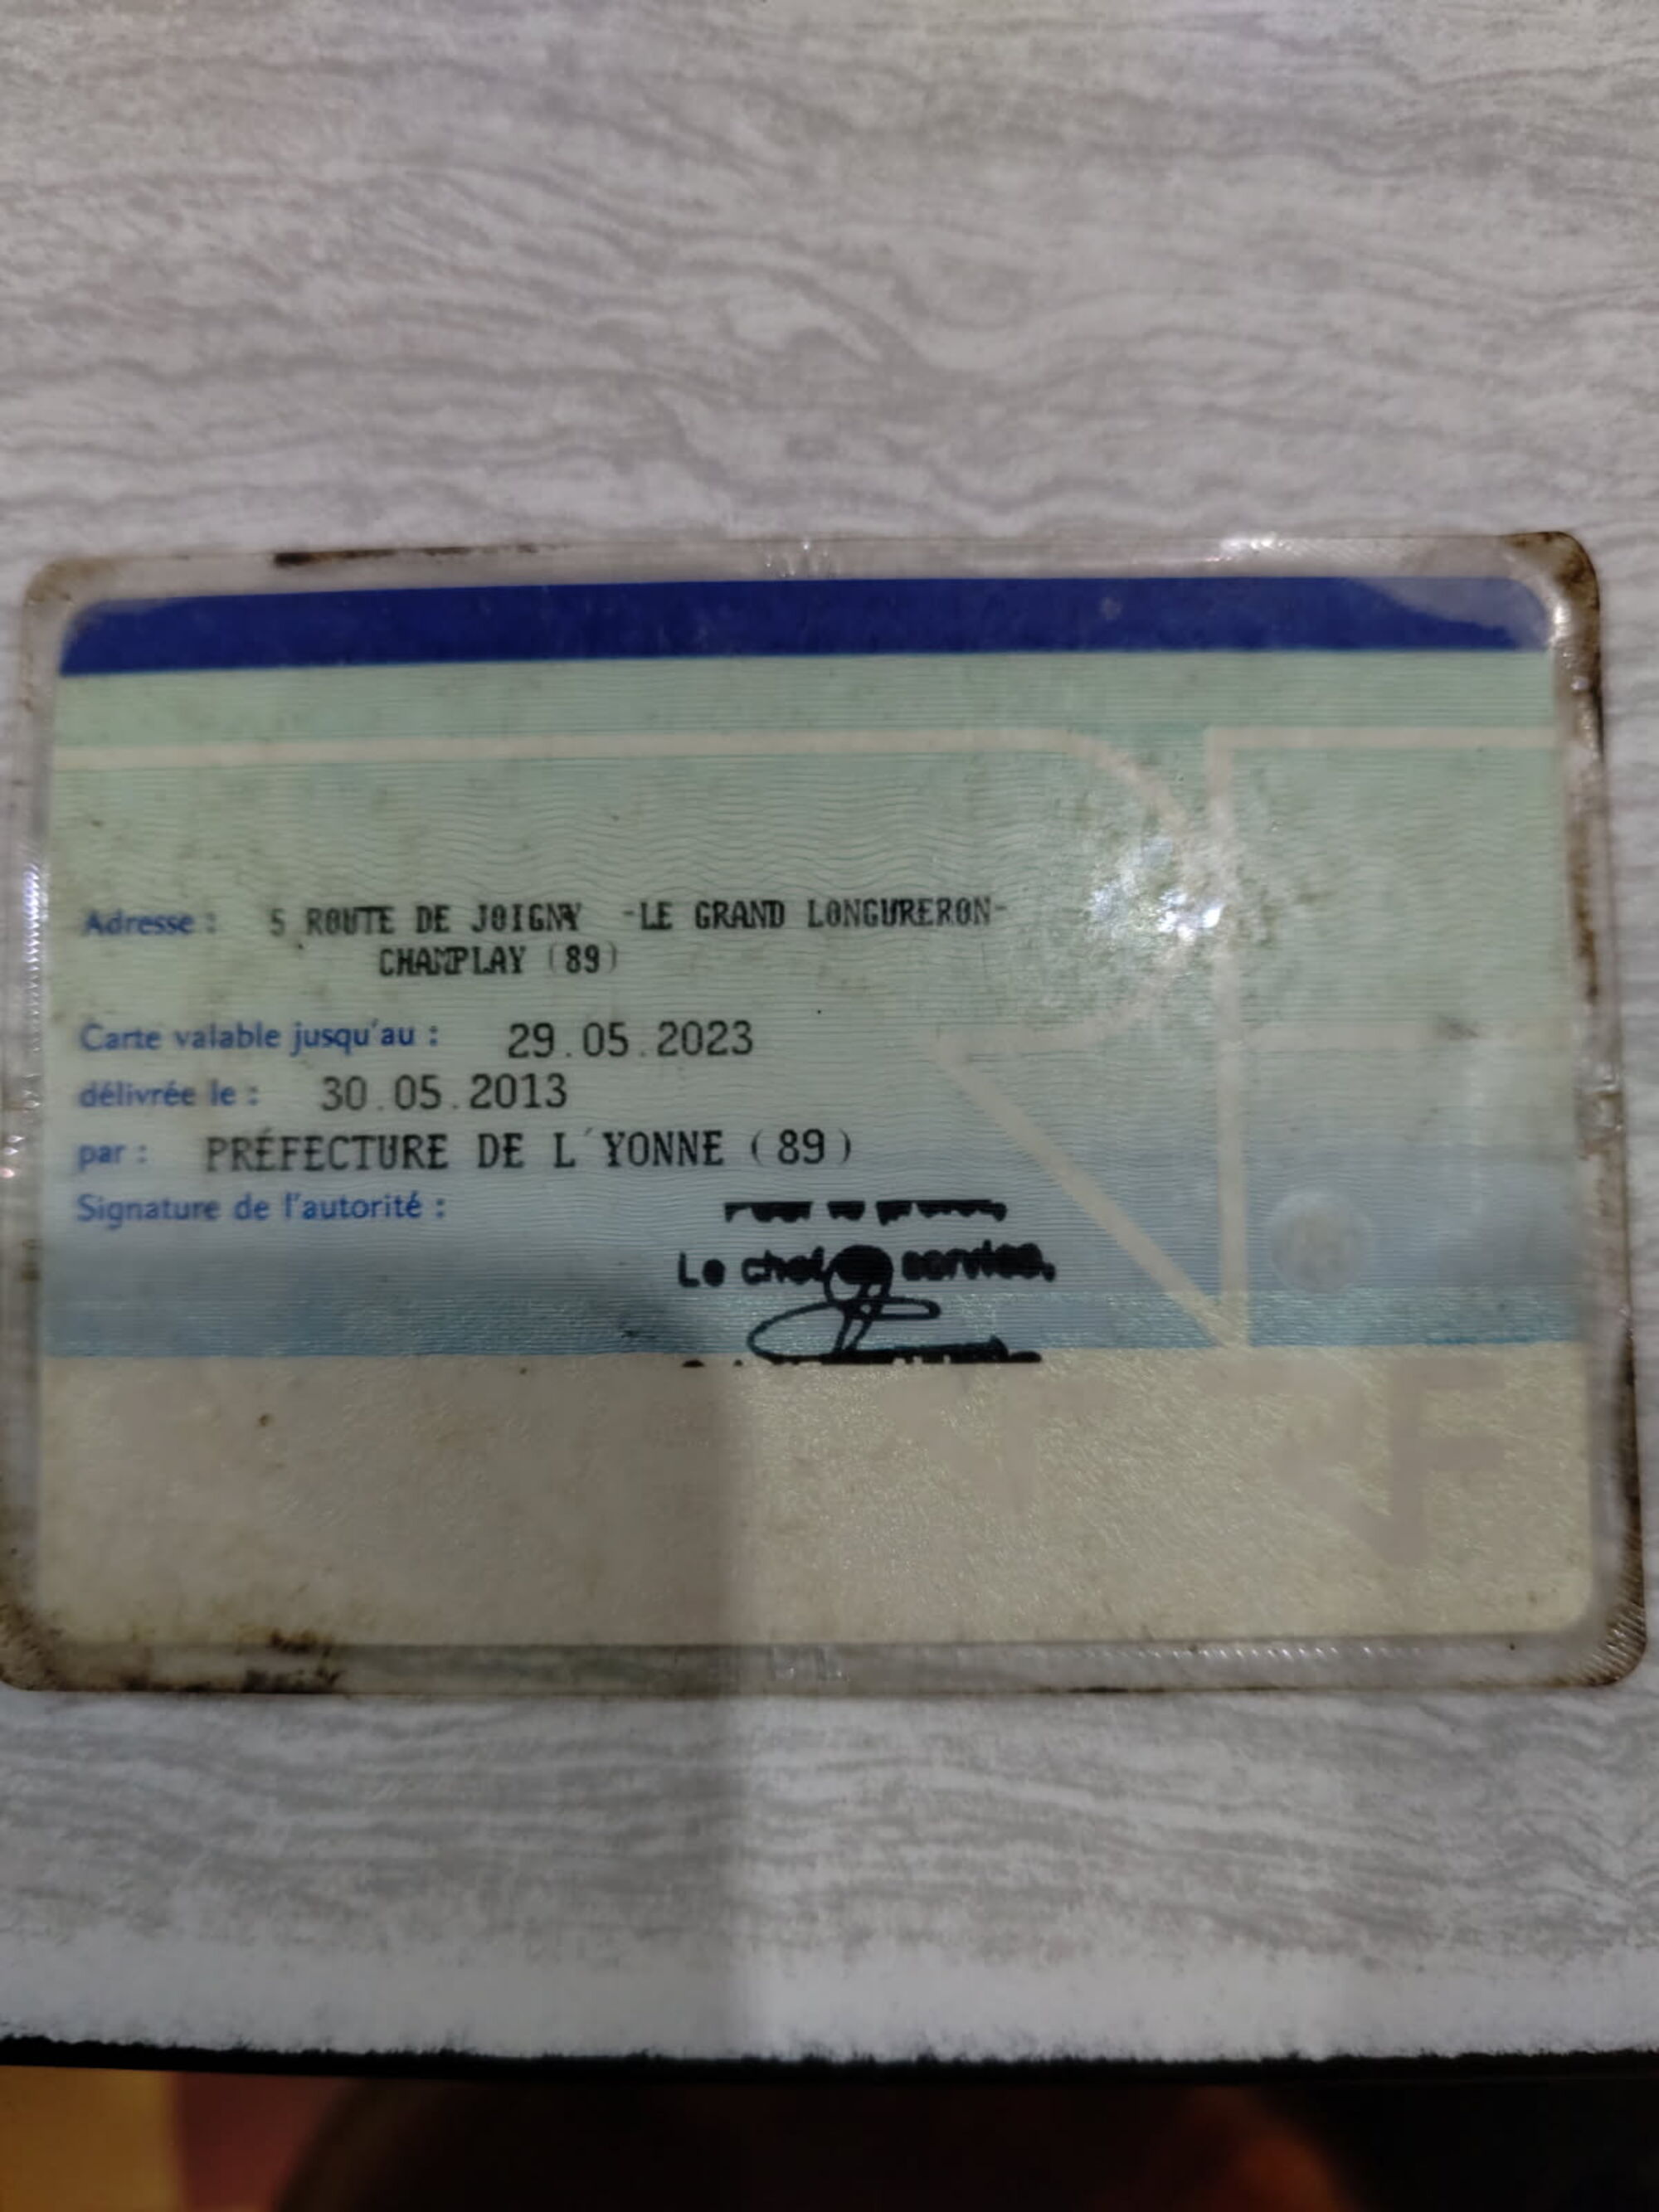 Adresse : 5 ROUTE DE JOIGNY -LE GRAND LONGUERON-
CHAMPLAY (89)
Carte valable jusqu'au : 29.05.2023
délivrée le : 30.05.2013
par : PRÉFECTURE DE L'YONNE (89)
Signature de l'autorité :
Le chef service,
RF